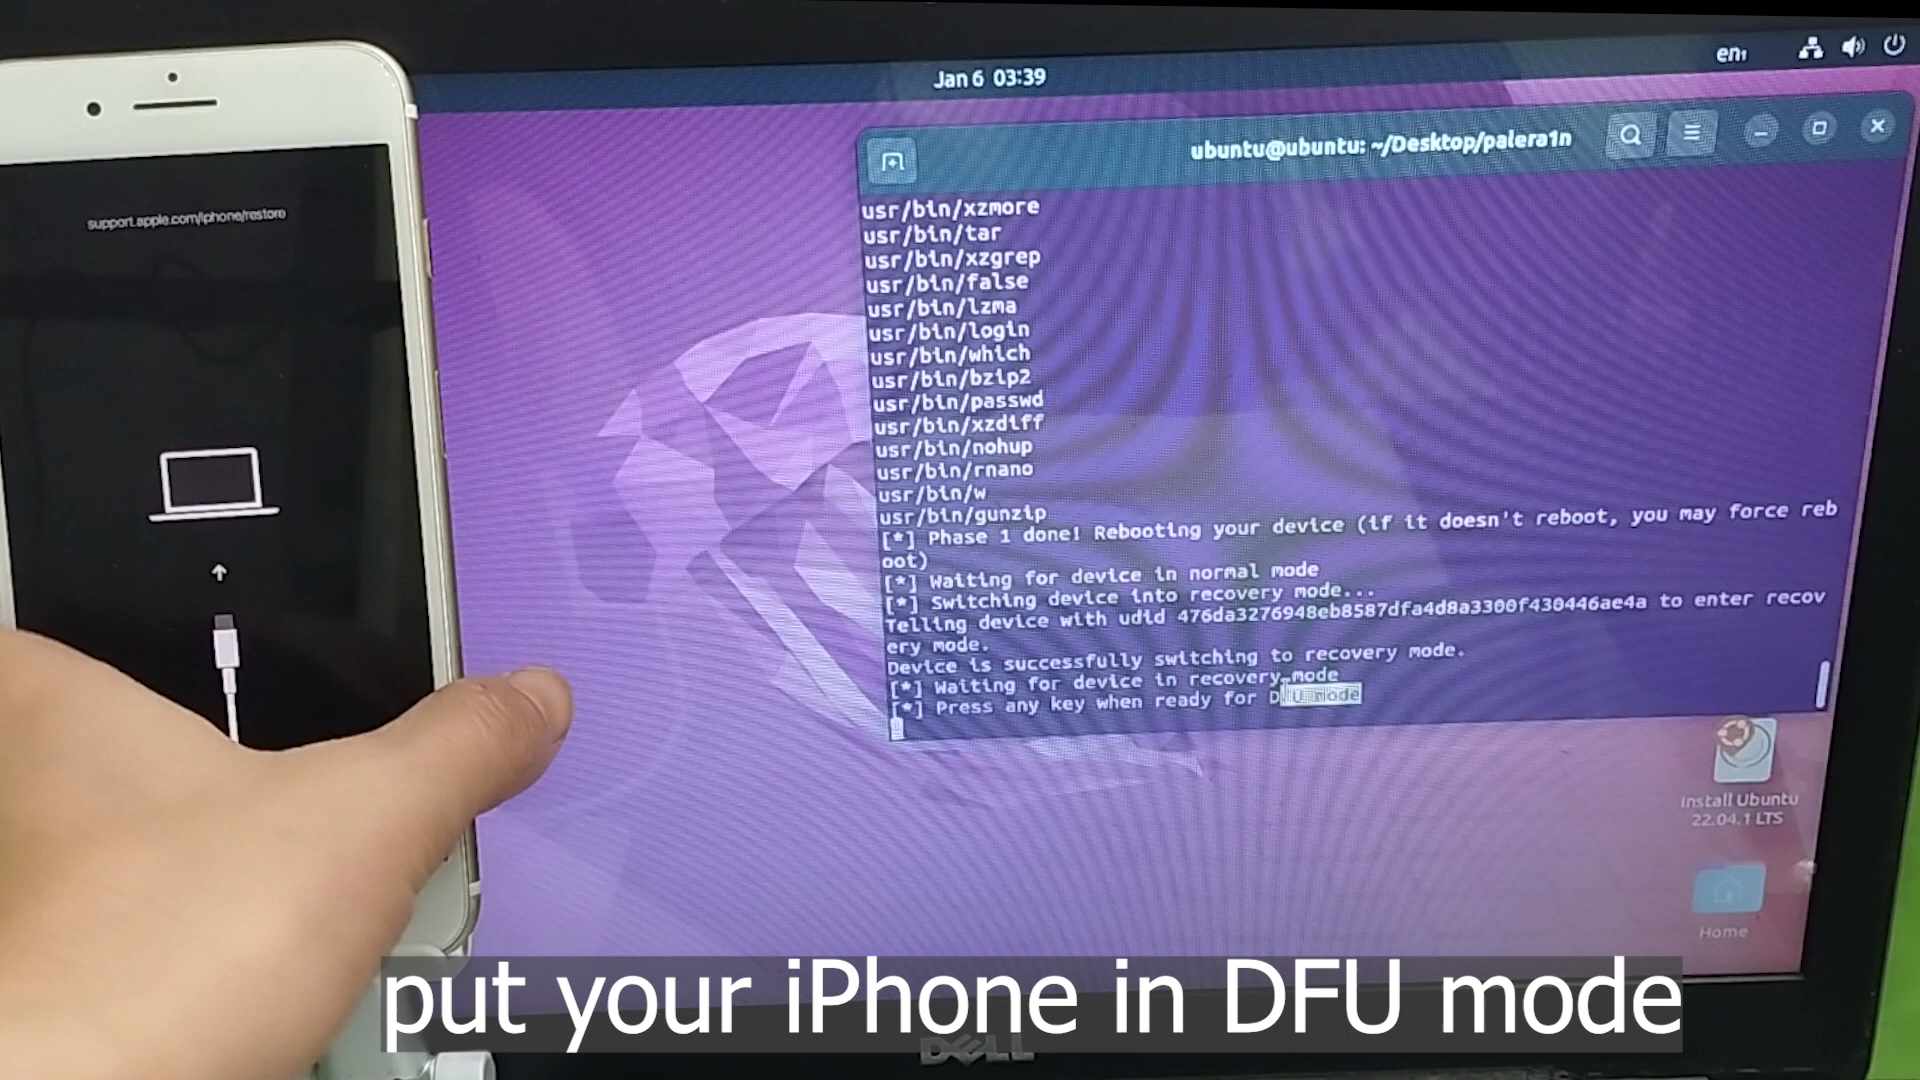 support.apple.com/iphone/restore
Jan 6 03:39
en₁
ubuntu@ubuntu: ~/Desktop/palera1n
usr/bin/xzmore
usr/bin/tar
usr/bin/xzgrep
usr/bin/false
usr/bin/lzma
usr/bin/login
usr/bin/which
usr/bin/bzip2
usr/bin/passwd
usr/bin/xzdiff
usr/bin/nohup
usr/bin/rnano
usr/bin/w
usr/bin/gunzip
[*] Phase 1 done! Rebooting your device (if it doesn't reboot, you may force reb
oot)
[*] Waiting for device in normal mode
[*] Switching device into recovery mode...
Telling device with udid 476da3276948eb8587dfa4d8a3300f430446ae4a to enter recov
ery mode.
Device is successfully switching to recovery mode.
[*] Waiting for device in recovery mode
[*] Press any key when ready for DFU mode
Install Ubuntu
22.04.1 LTS
Home
put your iPhone in DFU mode
DELL